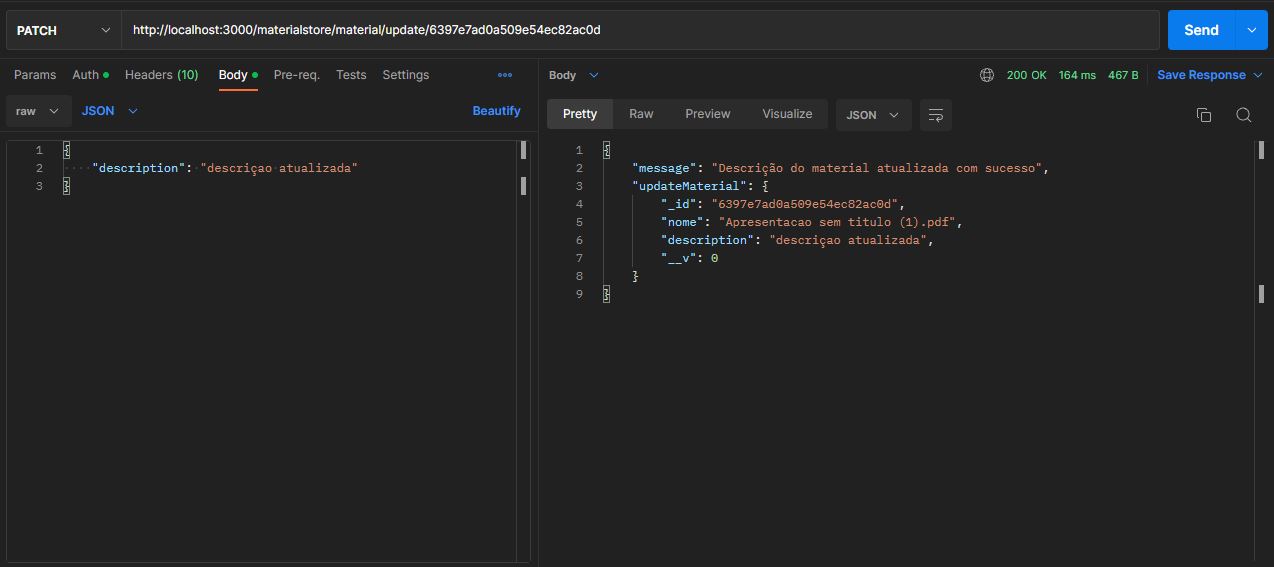 PATCH http://localhost:3000/materialstore/material/update/6397e7ad0a509e54ec82ac0d Send
Params Auth Headers (10) Body Pre-req. Tests Settings
raw JSON Beautify
1 {
2 "description": "descriçao atualizada"
3 }
Body 200 OK 164 ms 467 B Save Response
Pretty Raw Preview Visualize JSON
1 {
2 "message": "Descrição do material atualizada com sucesso",
3 "updateMaterial": {
4 "_id": "6397e7ad0a509e54ec82ac0d",
5 "nome": "Apresentacao sem titulo (1).pdf",
6 "description": "descriçao atualizada",
7 "__v": 0
8 }
9 }